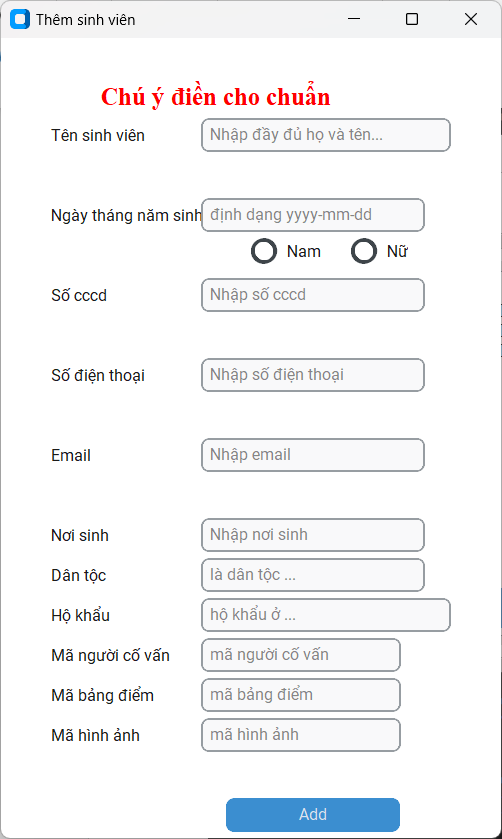 Thêm sinh viên
Chú ý điền cho chuẩn
Tên sinh viên Nhập đầy đủ họ và tên...
Ngày tháng năm sinh định dạng yyyy-mm-dd
Nam Nữ
Số cccd Nhập số cccd
Số điện thoại Nhập số điện thoại
Email Nhập email
Nơi sinh Nhập nơi sinh
Dân tộc là dân tộc ...
Hộ khẩu hộ khẩu ở ...
Mã người cố vấn mã người cố vấn
Mã bảng điểm mã bảng điểm
Mã hình ảnh mã hình ảnh
Add